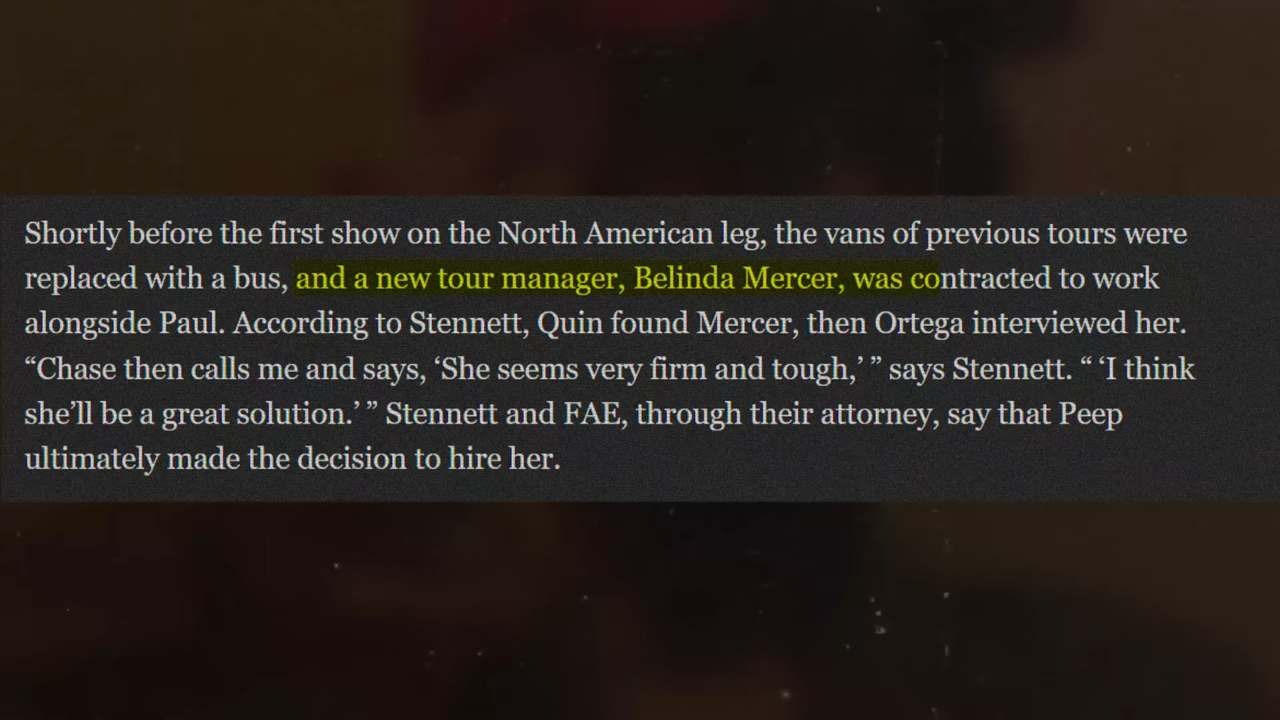 Shortly before the first show on the North American leg, the vans of previous tours were
replaced with a bus, and a new tour manager, Belinda Mercer, was contracted to work
alongside Paul. According to Stennett, Quin found Mercer, then Ortega interviewed her.
“Chase then calls me and says, ‘She seems very firm and tough,’ ” says Stennett. “ ‘I think
she’ll be a great solution.’ ” Stennett and FAE, through their attorney, say that Peep
ultimately made the decision to hire her.